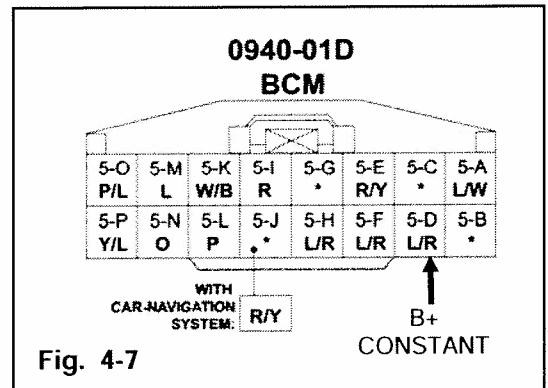 0940-01D
BCM
5-O 5-M 5-K 5-I 5-G 5-E 5-C 5-A
P/L L W/B R * R/Y * L/W
5-P 5-N 5-L 5-J 5-H 5-F 5-D 5-B
Y/L O P * L/R L/R L/R *
WITH
CAR-NAVIGATION
SYSTEM: R/Y
B+
CONSTANT
Fig. 4-7